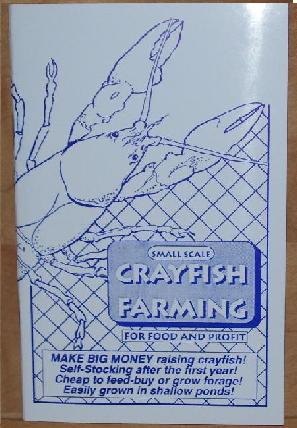 SMALL SCALE
CRAYFISH
FARMING
FOR FOOD AND PROFIT
MAKE BIG MONEY raising crayfish!
Self-Stocking after the first year!
Cheap to feed-buy or grow forage!
Easily grown in shallow ponds!